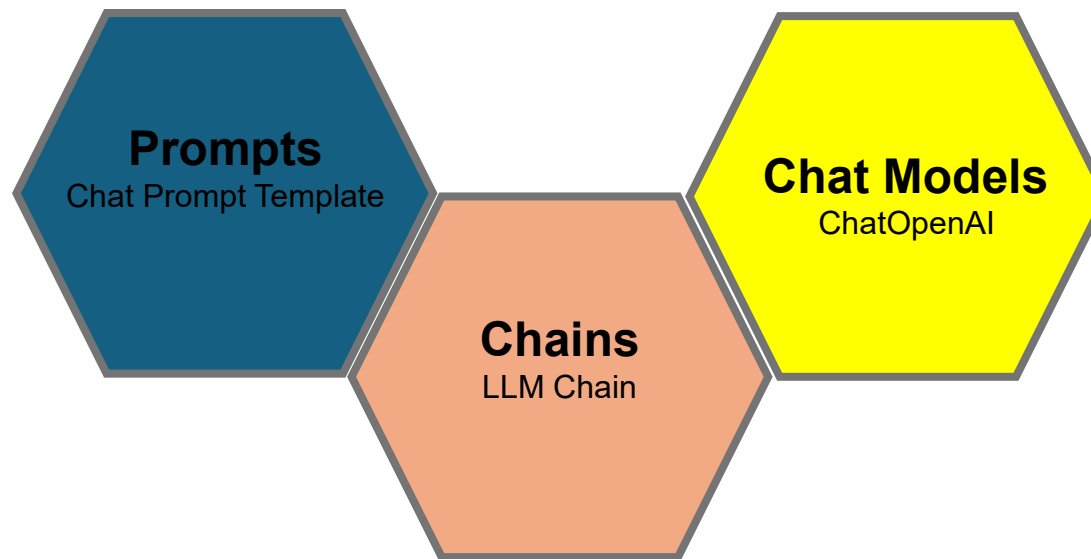 Prompts
Chat Prompt Template
Chat Models
ChatOpenAI
Chains
LLM Chain